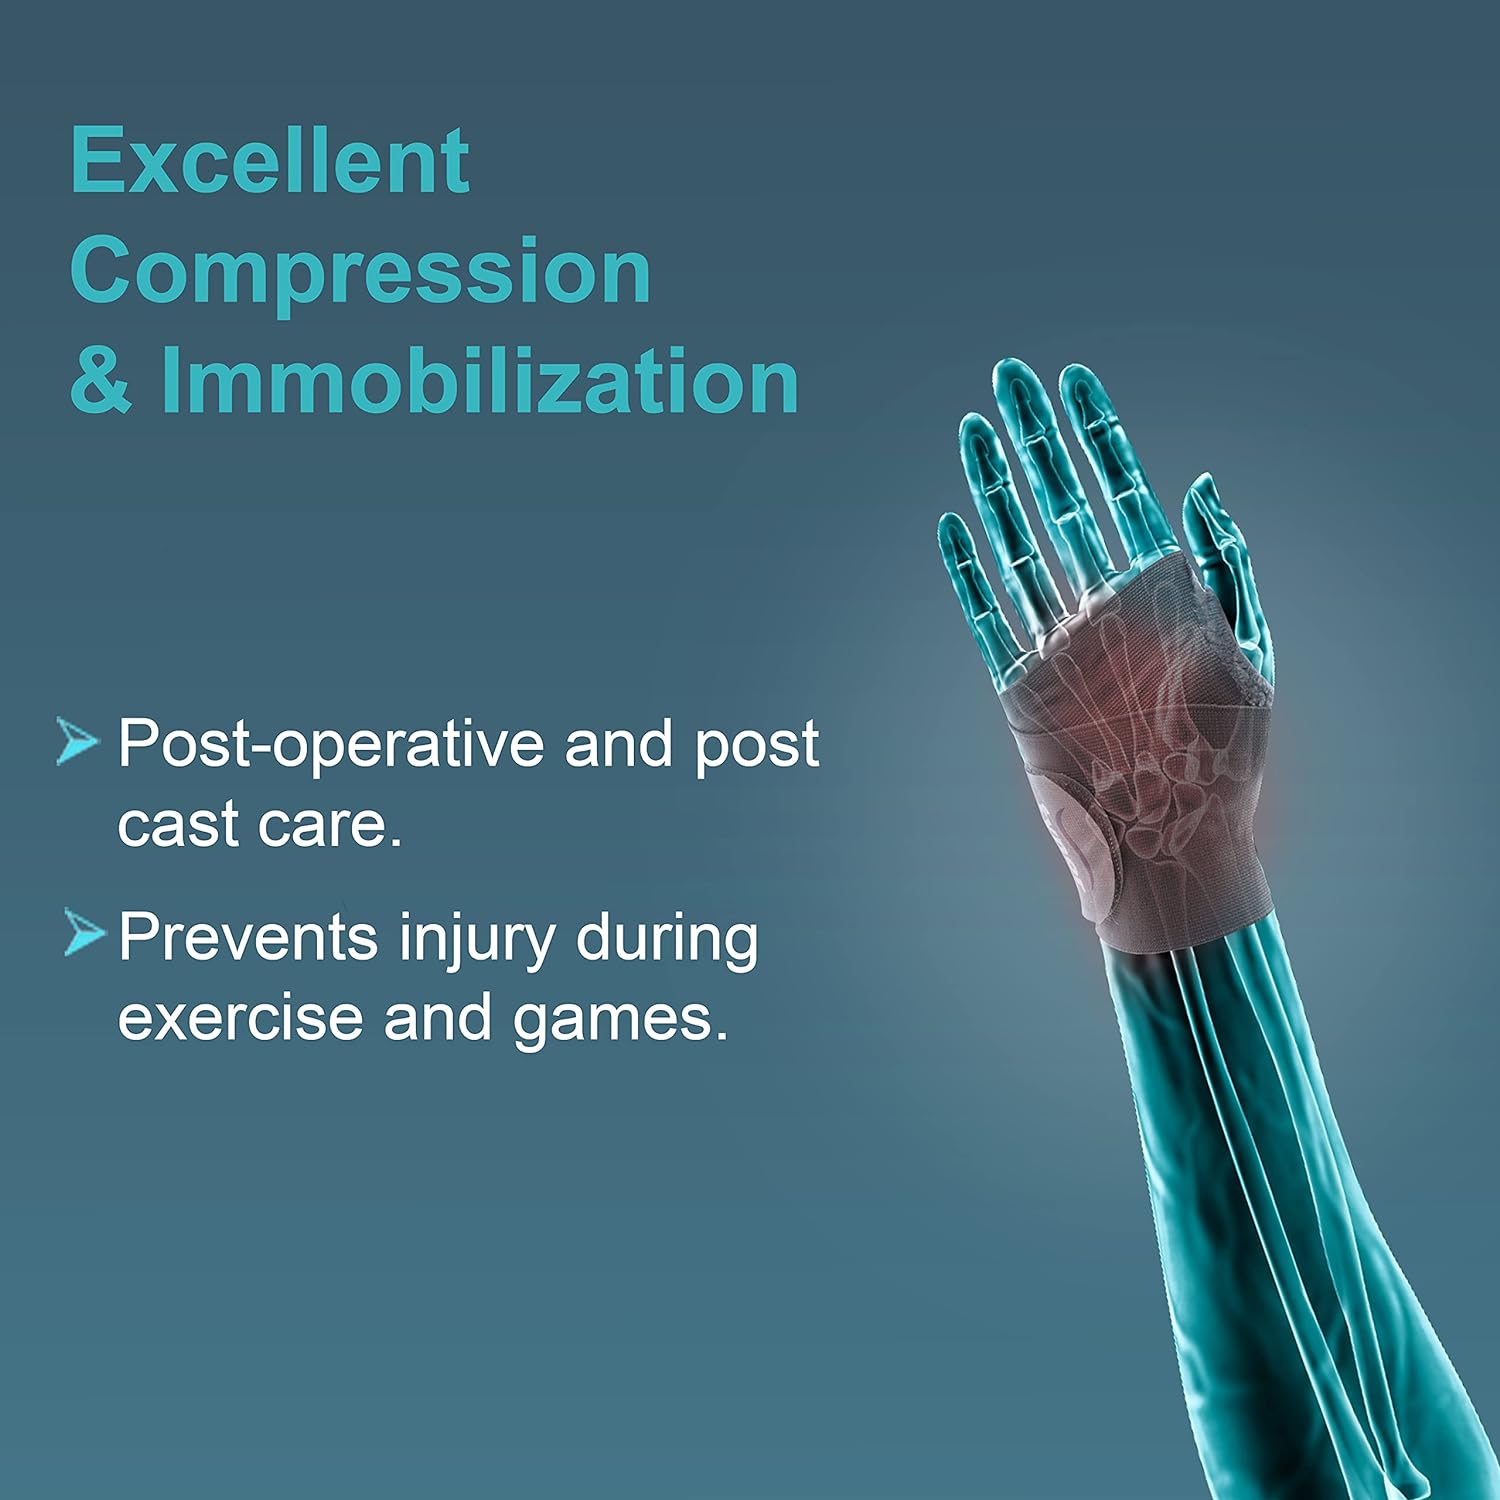 Excellent
Compression
& Immobilization
Post-operative and post
cast care.
Prevents injury during
exercise and games.